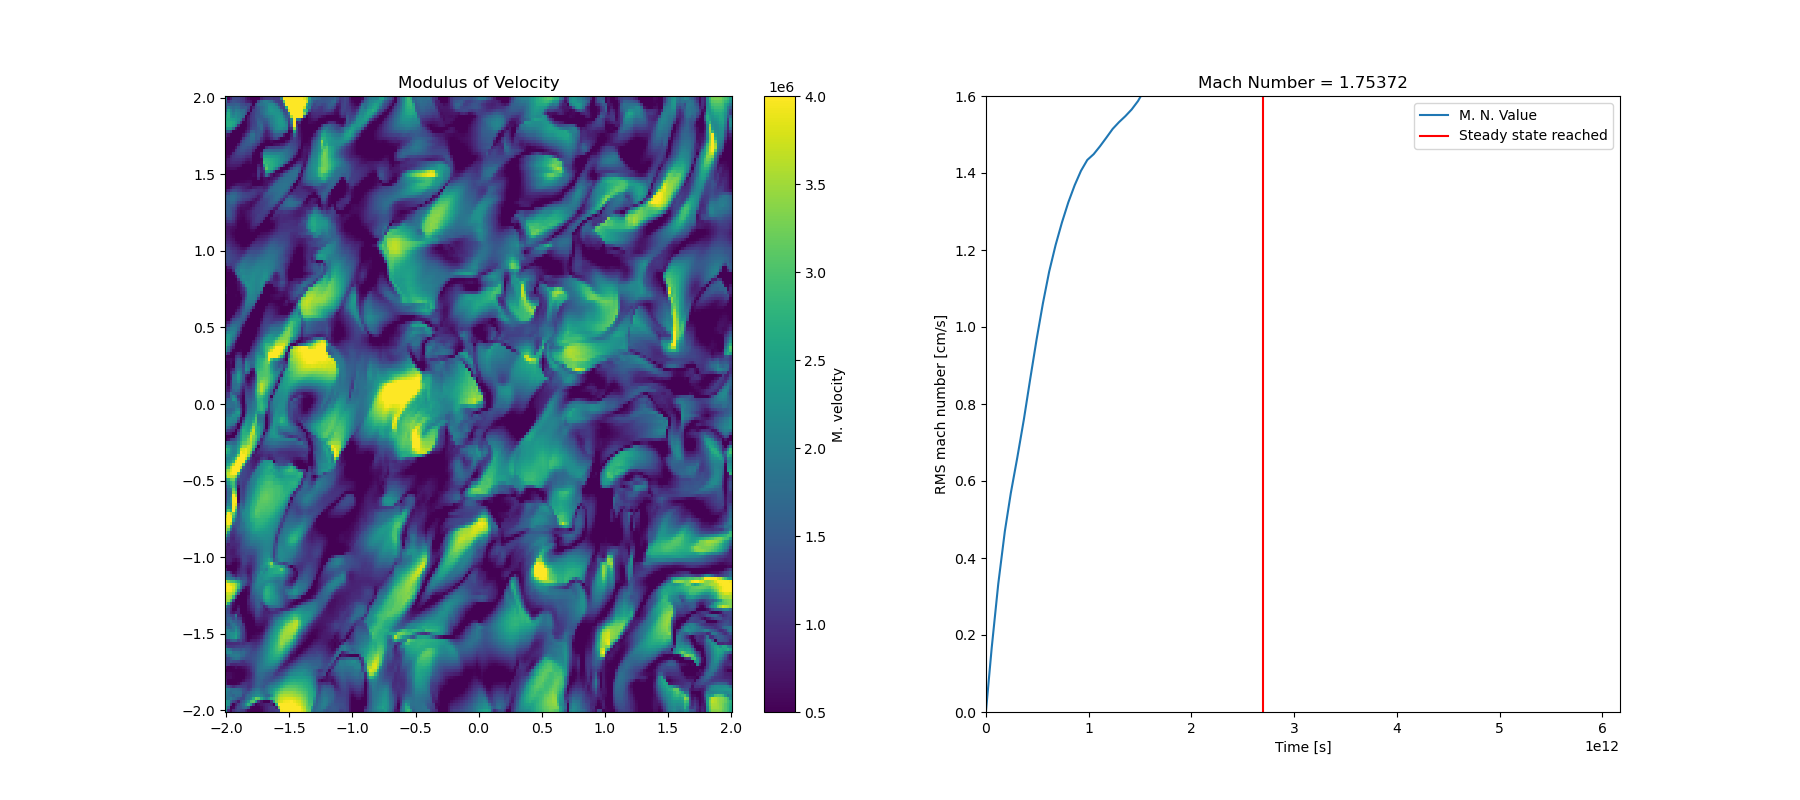 Modulus of Velocity
2.0
1.5
1.0
0.5
0.0
−0.5
−1.0
−1.5
−2.0
−2.0 −1.5 −1.0 −0.5 0.0 0.5 1.0 1.5 2.0
1e6
4.0
3.5
3.0
2.5
2.0
1.5
1.0
0.5
M. velocity
Mach Number = 1.75372
RMS mach number [cm/s]
1.6
1.4
1.2
1.0
0.8
0.6
0.4
0.2
0.0
M. N. Value
Steady state reached
0 1 2 3 4 5 6
Time [s]
1e12